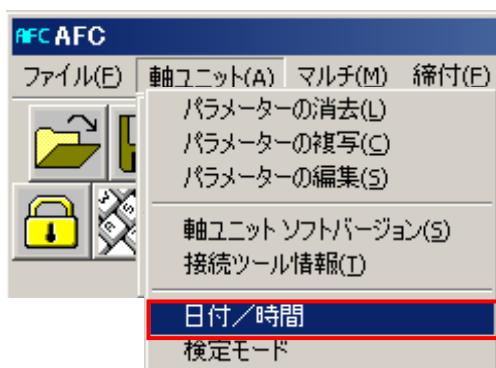 AFC AFC
ファイル(F) 軸ユニット(A) マルチ(M) 締付(F)
パラメーターの消去(L)
パラメーターの複写(C)
パラメーターの編集(S)
軸ユニット ソフトバージョン(S)
接続ツール情報(T)
日付／時間
検定モード